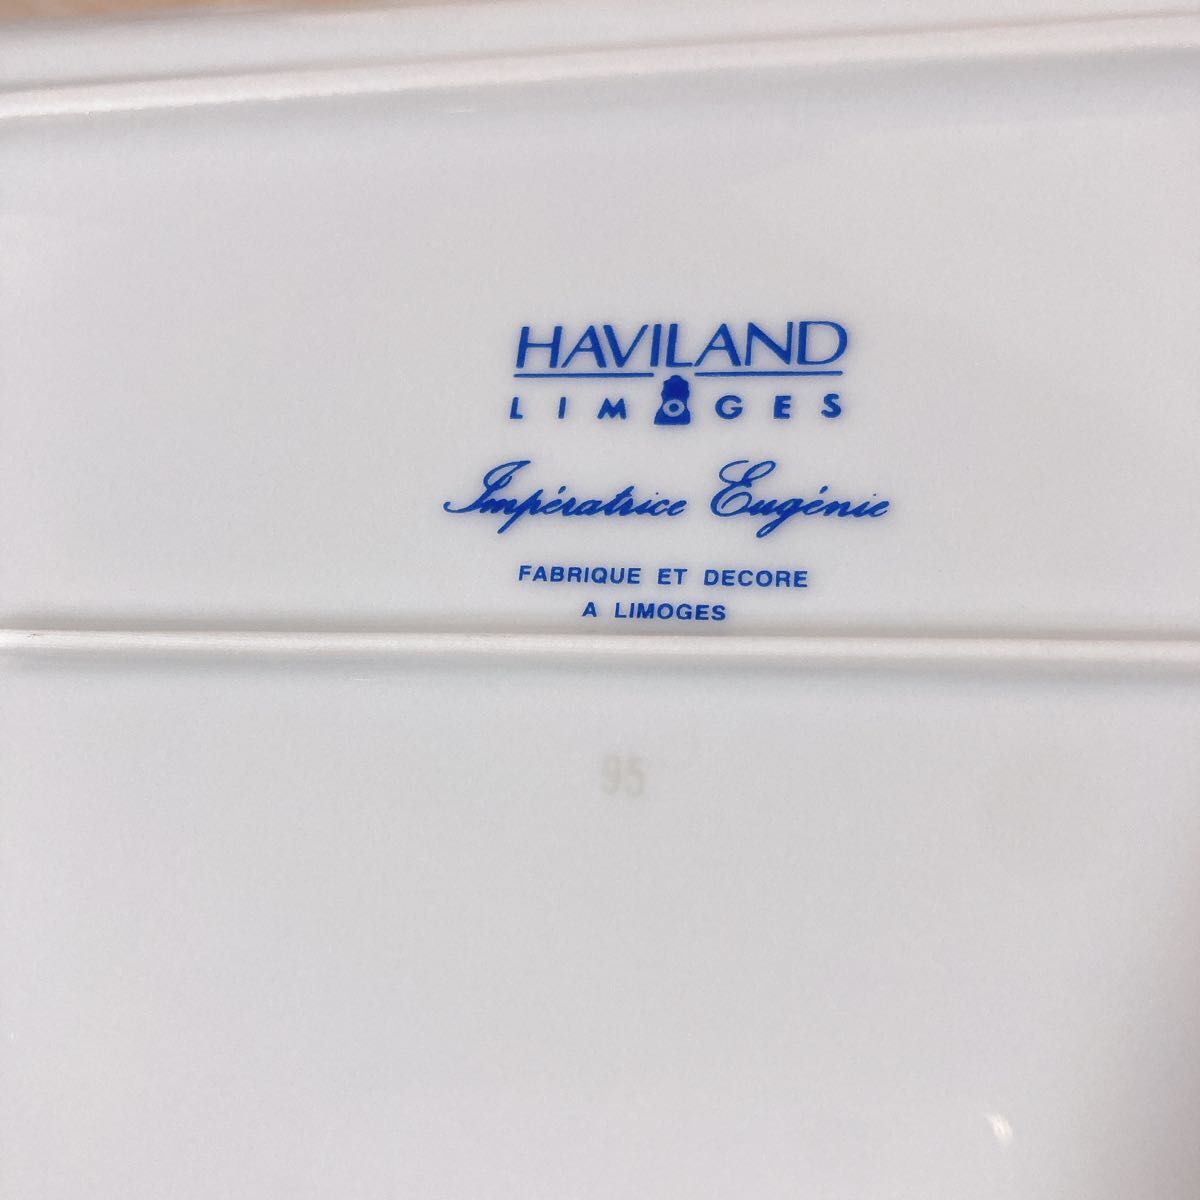 HAVILAND
LIMOGES
Impératrice Eugénie
FABRIQUE ET DECORE
A LIMOGES
95